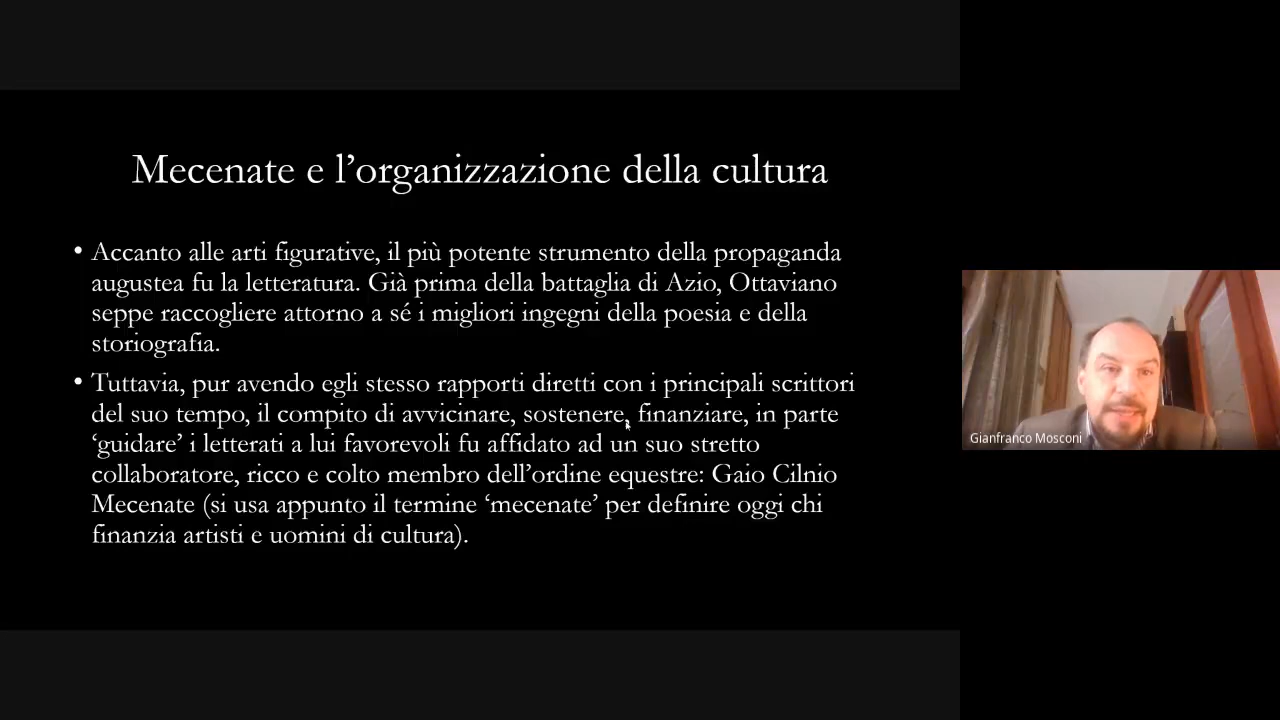 Mecenate e l’organizzazione della cultura
• Accanto alle arti figurative, il più potente strumento della propaganda
augustea fu la letteratura. Già prima della battaglia di Azio, Ottaviano
seppe raccogliere attorno a sé i migliori ingegni della poesia e della
storiografia.
• Tuttavia, pur avendo egli stesso rapporti diretti con i principali scrittori
del suo tempo, il compito di avvicinare, sostenere, finanziare, in parte
‘guidare’ i letterati a lui favorevoli fu affidato ad un suo stretto
collaboratore, ricco e colto membro dell’ordine equestre: Gaio Cilnio
Mecenate (si usa appunto il termine ‘mecenate’ per definire oggi chi
finanzia artisti e uomini di cultura).
Gianfranco Mosconi